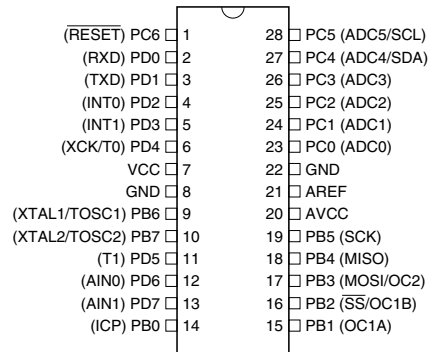 (RESET) PC6 1 28 PC5 (ADC5/SCL)
(RXD) PD0 2 27 PC4 (ADC4/SDA)
(TXD) PD1 3 26 PC3 (ADC3)
(INT0) PD2 4 25 PC2 (ADC2)
(INT1) PD3 5 24 PC1 (ADC1)
(XCK/T0) PD4 6 23 PC0 (ADC0)
VCC 7 22 GND
GND 8 21 AREF
(XTAL1/TOSC1) PB6 9 20 AVCC
(XTAL2/TOSC2) PB7 10 19 PB5 (SCK)
(T1) PD5 11 18 PB4 (MISO)
(AIN0) PD6 12 17 PB3 (MOSI/OC2)
(AIN1) PD7 13 16 PB2 (SS/OC1B)
(ICP) PB0 14 15 PB1 (OC1A)